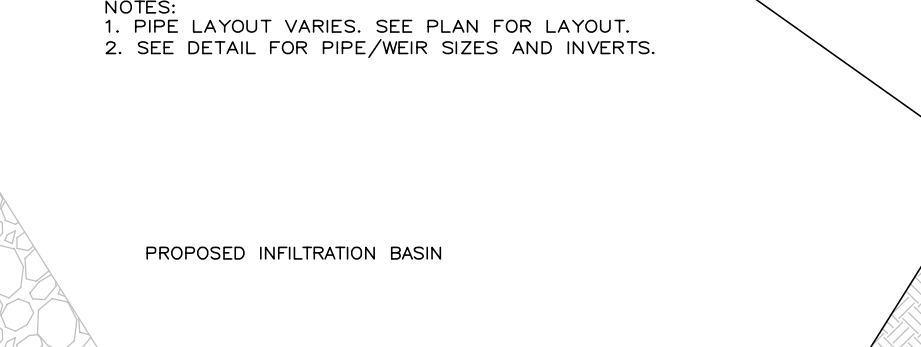 NOTES:
1. PIPE LAYOUT VARIES. SEE PLAN FOR LAYOUT.
2. SEE DETAIL FOR PIPE/WEIR SIZES AND INVERTS.
PROPOSED INFILTRATION BASIN